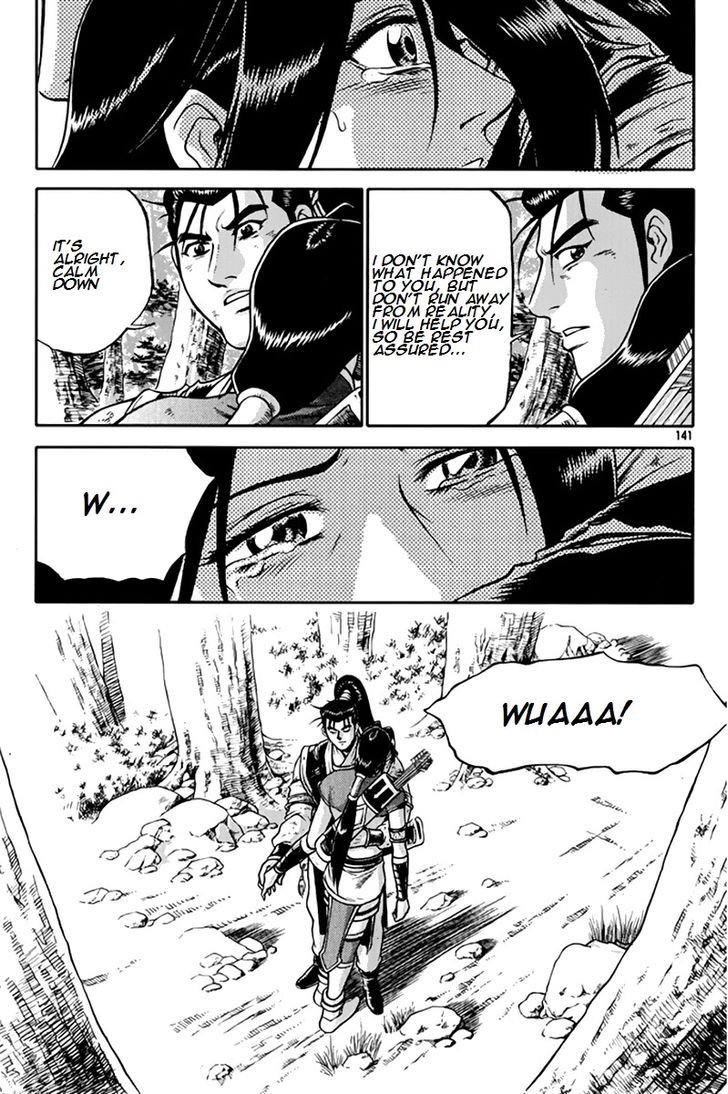 IT'S
ALRIGHT,
CALM
DOWN
I DON'T KNOW
WHAT HAPPENED
TO YOU, BUT
DON'T RUN AWAY
FROM REALITY,
I WILL HELP YOU,
SO BE REST
ASSURED...
141
W...
WUAAA!